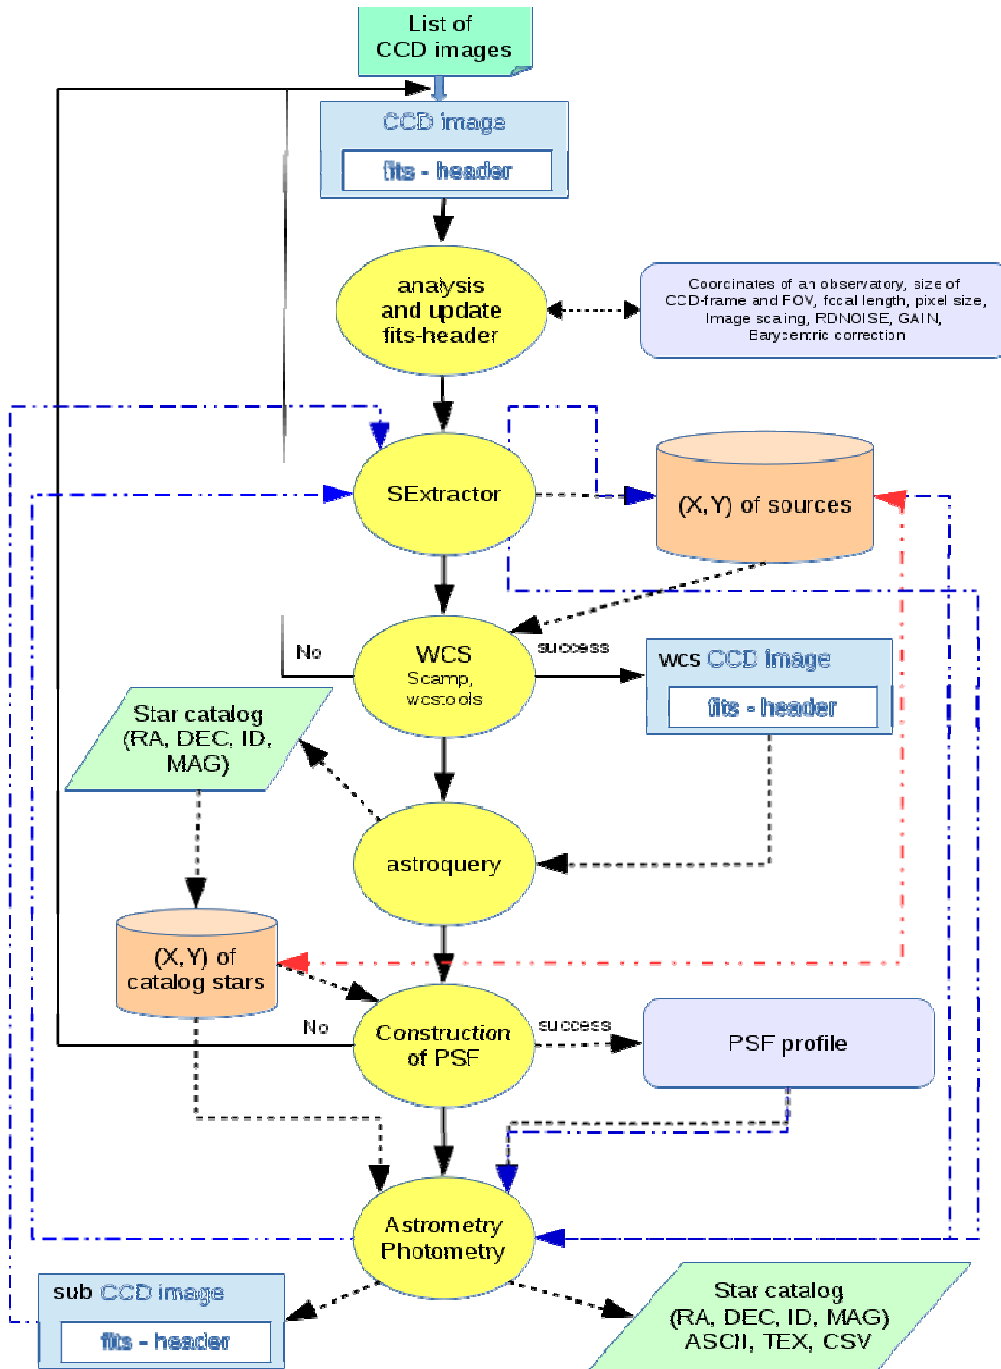 List of
CCD images
CCD image
fits - header
analysis
and update
fits-header
Coordinates of an observatory, size of
CCD-frame and FOV, focal length, pixel size,
Image scaling, RDNOISE, GAIN,
Barycentric correction
SExtractor
(X,Y) of sources
No
WCS
Scamp,
wcstools
success
wcs CCD image
fits - header
Star catalog
(RA, DEC, ID,
MAG)
astroquery
(X,Y) of
catalog stars
No
Construction
of PSF
success
PSF profile
Astrometry
Photometry
sub CCD image
fits - header
Star catalog
(RA, DEC, ID, MAG)
ASCII, TEX, CSV